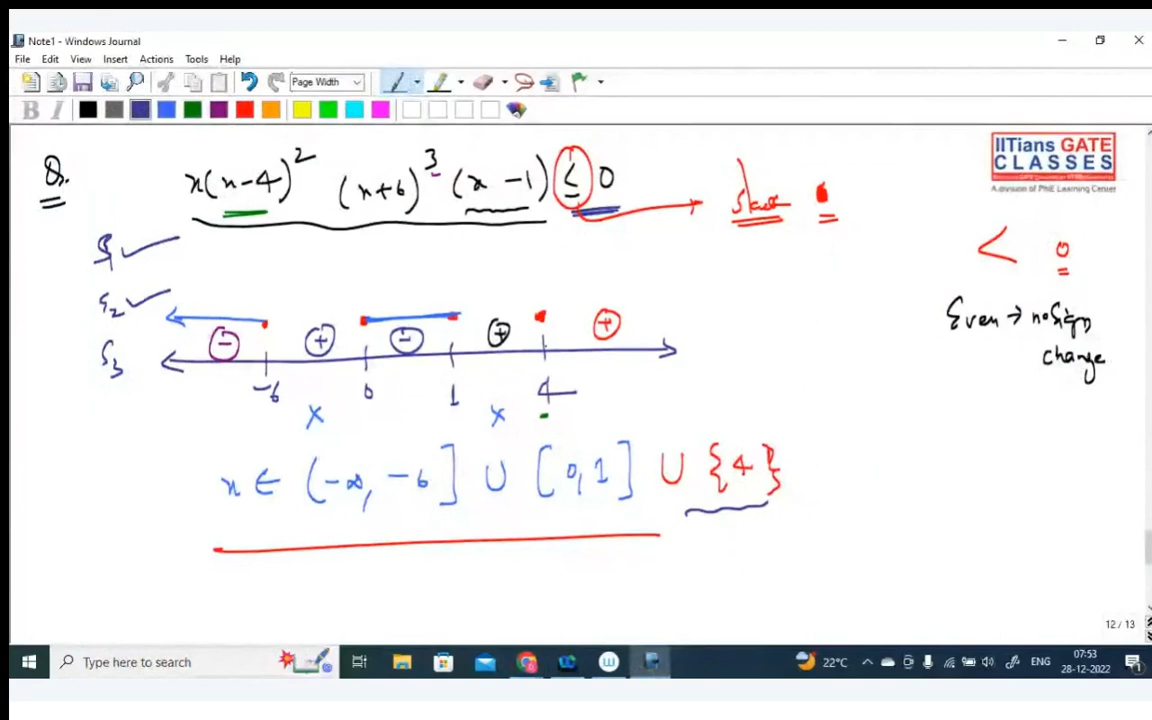 Note1 - Windows Journal
File Edit View Insert Actions Tools Help
Page Width
B I
IITians GATE
CLASSES
A division of PhIE Learning Center
Q. x(x-4)² (x+6)³ (x-1) ≤ 0
S₁ ✓
< 0
S₂ ✓
Even → no sign
change
S₃
- + - + +
-6 0 1 4
x x
x ∈ (-∞, -6] ∪ [0,1] ∪ {4}
12 / 13
Type here to search
22°C
ENG
07:53
28-12-2022